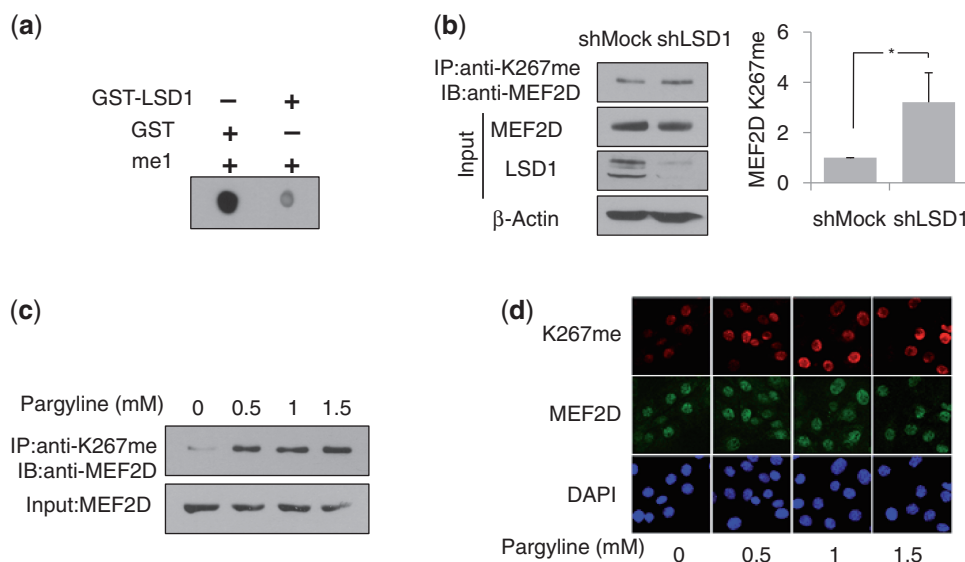 (a)
GST-LSD1 − +
GST + −
me1 + +
(b)
shMock shLSD1
IP:anti-K267me
IB:anti-MEF2D
Input
MEF2D
LSD1
β-Actin
MEF2D K267me
6
4
2
0
*
shMock shLSD1
(c)
Pargyline (mM) 0 0.5 1 1.5
IP:anti-K267me
IB:anti-MEF2D
Input:MEF2D
(d)
K267me
MEF2D
DAPI
Pargyline (mM) 0 0.5 1 1.5